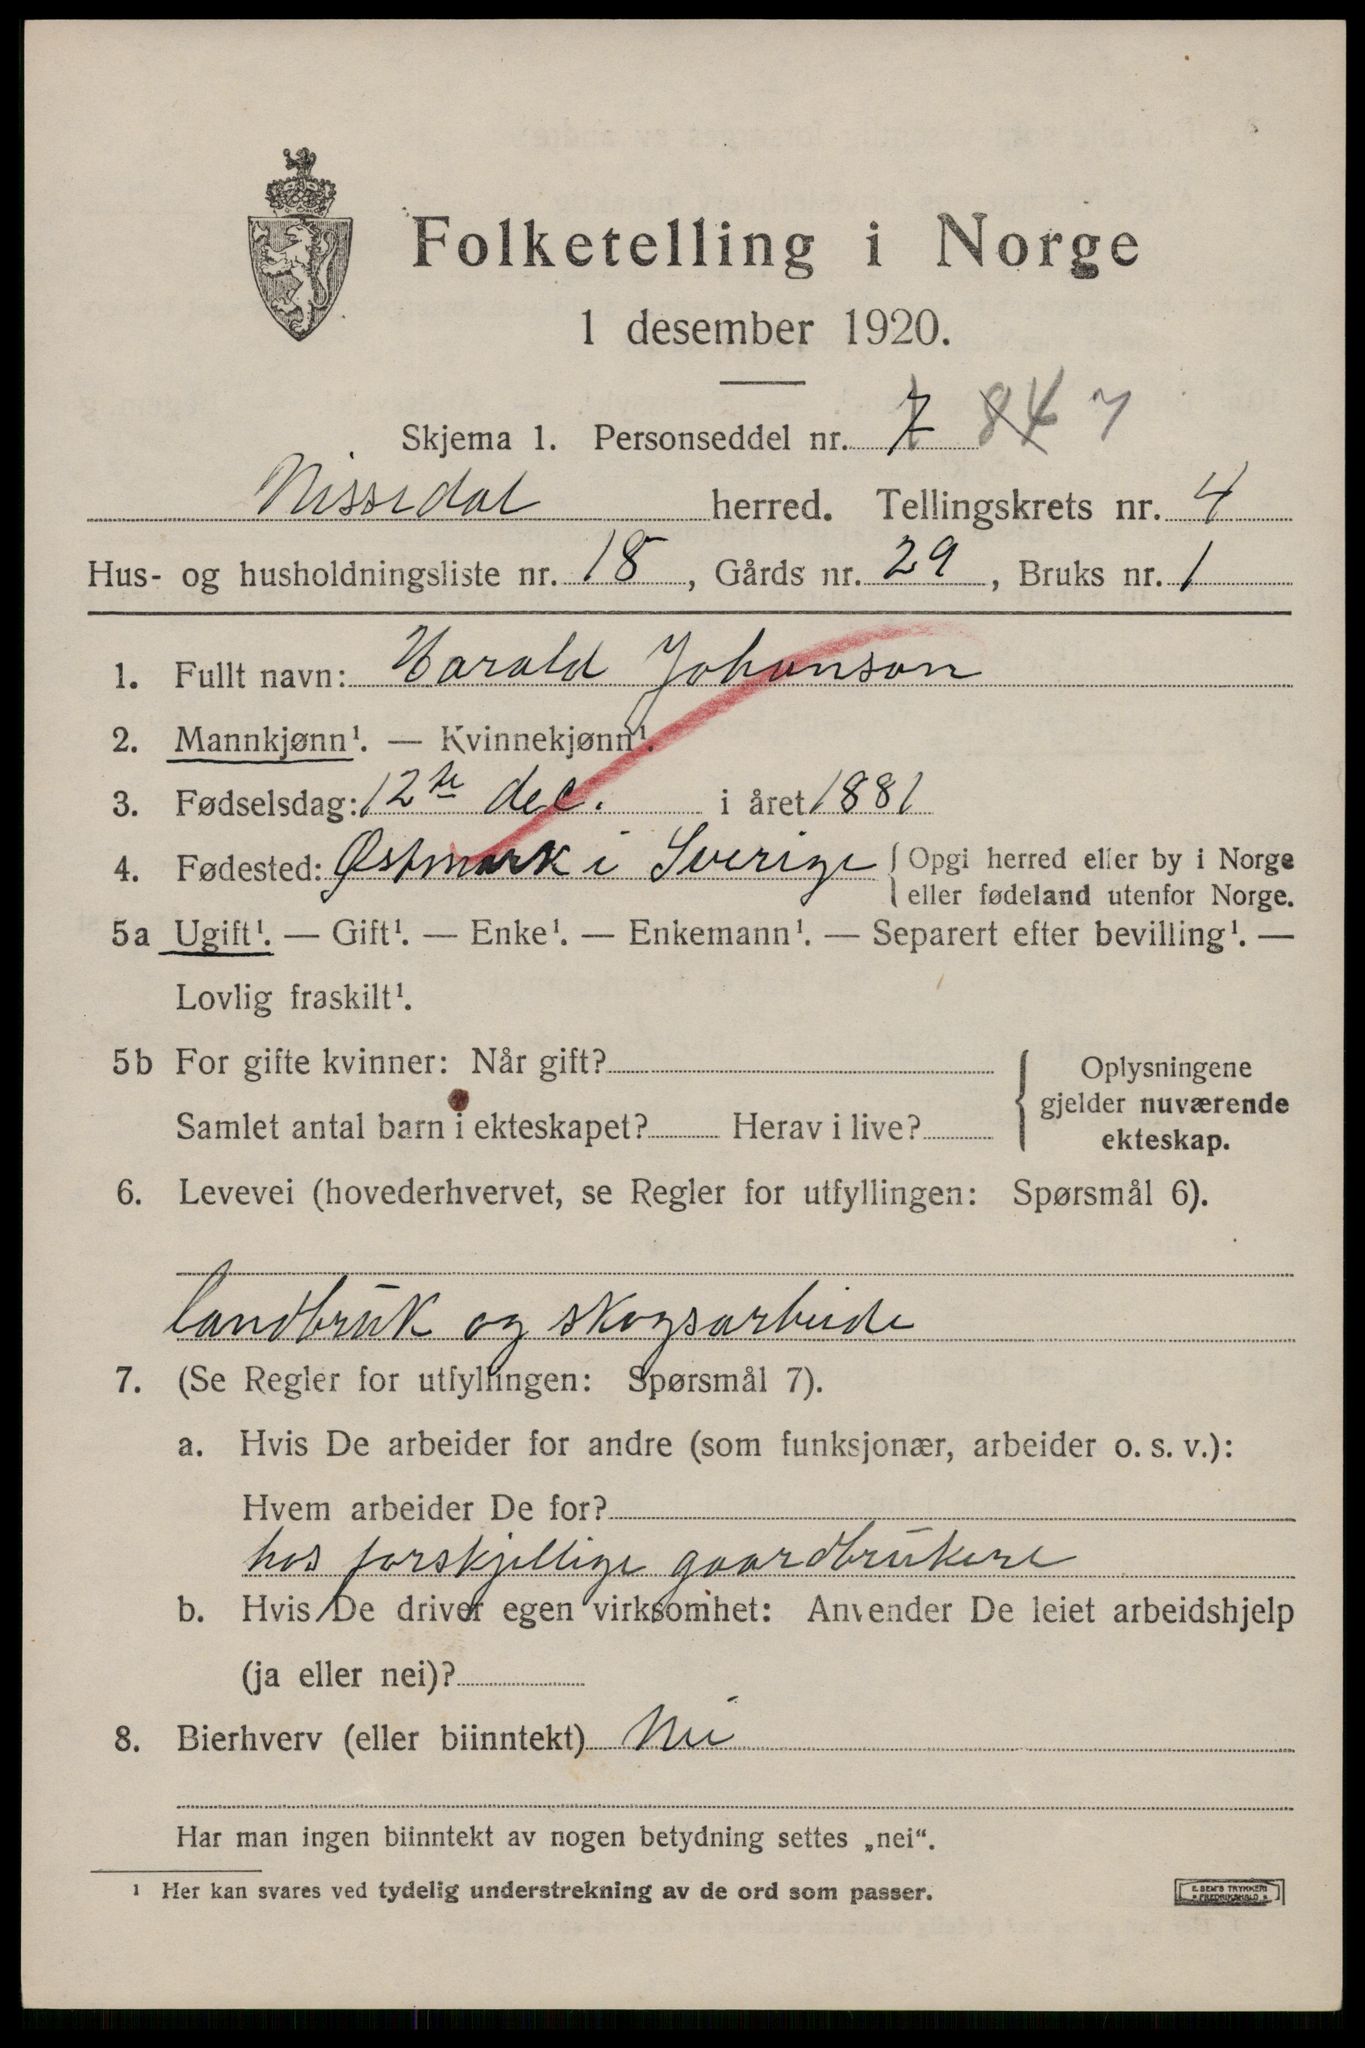 Folketelling i Norge
1 desember 1920.
Skjema 1. Personseddel nr. 7 84 7
Nissedal herred. Tellingskrets nr. 4
Hus- og husholdningsliste nr. 18, Gårds nr. 29, Bruks nr. 1
1. Fullt navn: Harald Johanson
2. Mannkjønn¹. — Kvinnekjønn¹.
3. Fødselsdag: 12te dec. i året 1881
4. Fødested: Østmark i Sverige { Opgi herred eller by i Norge
eller fødeland utenfor Norge.
5a Ugift¹. — Gift¹. — Enke¹. — Enkemann¹. — Separert efter bevilling¹. —
Lovlig fraskilt¹.
5b For gifte kvinner: Når gift?
Samlet antal barn i ekteskapet? Herav i live?
Oplysningene
gjelder nuværende
ekteskap.
6. Levevei (hovederhvervet, se Regler for utfyllingen: Spørsmål 6).
landbruk og skogsarbeide
7. (Se Regler for utfyllingen: Spørsmål 7).
a. Hvis De arbeider for andre (som funksjonær, arbeider o. s. v.):
Hvem arbeider De for?
hos forskjellige gaardbrukere
b. Hvis De driver egen virksomhet: Anvender De leiet arbeidshjelp
(ja eller nei)?
8. Bierhverv (eller biinntekt) Nei
Har man ingen biinntekt av nogen betydning settes „nei“.
¹ Her kan svares ved tydelig understrekning av de ord som passer.
E. SEM'S TRYKKERI
FREDRIKSHALD